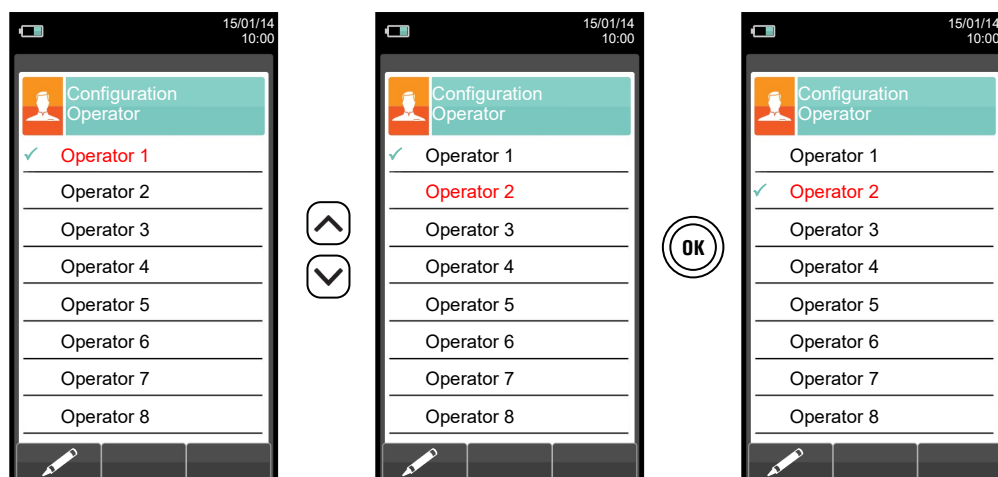 15/01/14
10:00
Configuration
Operator
✓ Operator 1
Operator 2
Operator 3
Operator 4
Operator 5
Operator 6
Operator 7
Operator 8
15/01/14
10:00
Configuration
Operator
✓ Operator 1
Operator 2
Operator 3
Operator 4
Operator 5
Operator 6
Operator 7
Operator 8
OK
15/01/14
10:00
Configuration
Operator
Operator 1
✓ Operator 2
Operator 3
Operator 4
Operator 5
Operator 6
Operator 7
Operator 8